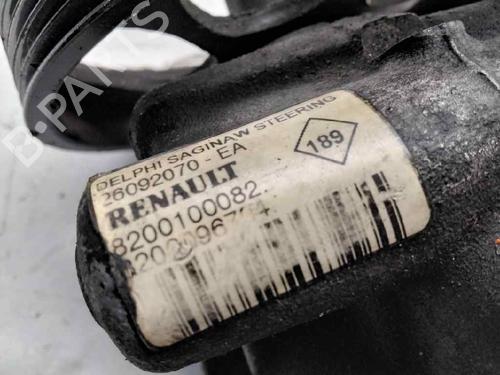 B-PARTS
DELPHI SAGINAW STEERING
26092070 - EA
189
RENAULT
8200100082